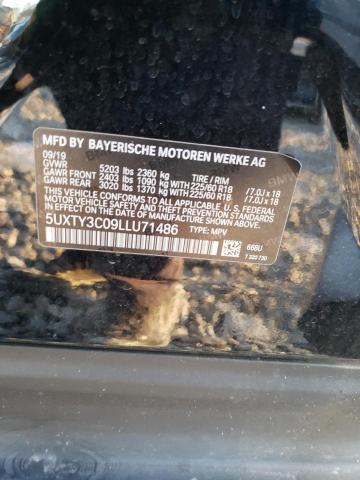 MFD BY BAYERISCHE MOTOREN WERKE AG
09/19
GVWR 5203 lbs 2360 kg TIRE / RIM
GAWR FRONT 2403 lbs 1090 kg WITH 225/60 R18 /7.0J x 18
GAWR REAR 3020 lbs 1370 kg WITH 225/60 R18 /7.0J x 18
THIS VEHICLE CONFORMS TO ALL APPLICABLE U.S. FEDERAL
MOTOR VEHICLE SAFETY AND THEFT PREVENTION
STANDARDS IN EFFECT ON THE DATE OF MANUFACTURE
SHOWN ABOVE.
5UXTY3C09LLU71486 TYPE: MPV
668U
7 323 730